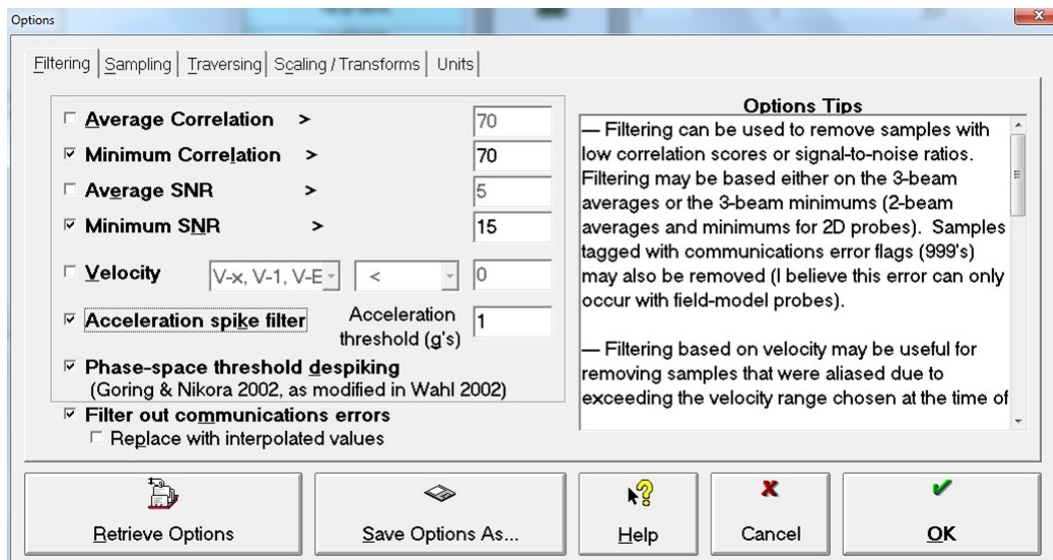 Options
x
Filtering Sampling Traversing Scaling / Transforms Units
Average Correlation > 70
Minimum Correlation > 70
Average SNR > 5
Minimum SNR > 15
Velocity V-x, V-1, V-E < 0
Acceleration spike filter Acceleration threshold (g's) 1
Phase-space threshold despiking
(Goring & Nikora 2002, as modified in Wahl 2002)
Filter out communications errors
Replace with interpolated values
Options Tips
— Filtering can be used to remove samples with
low correlation scores or signal-to-noise ratios.
Filtering may be based either on the 3-beam
averages or the 3-beam minimums (2-beam
averages and minimums for 2D probes). Samples
tagged with communications error flags (999's)
may also be removed (I believe this error can only
occur with field-model probes).
— Filtering based on velocity may be useful for
removing samples that were aliased due to
exceeding the velocity range chosen at the time of
Retrieve Options
Save Options As...
Help
Cancel
OK